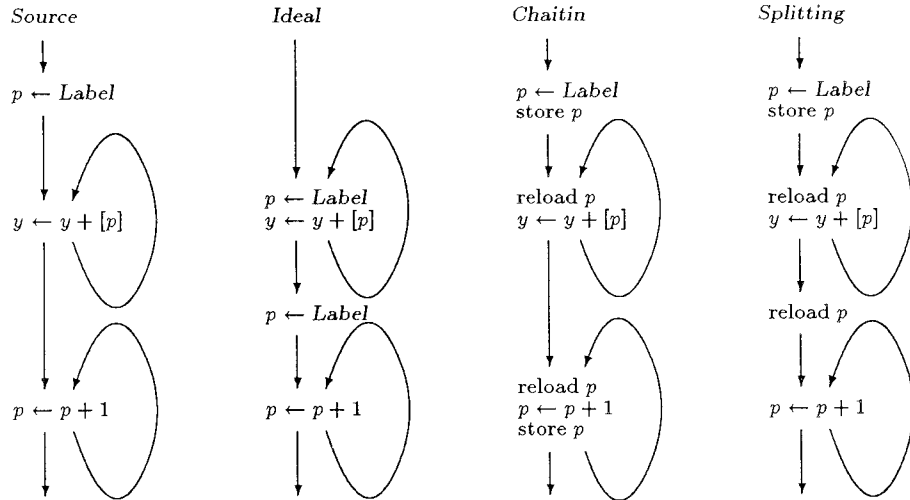 Source
p ← Label
y ← y + [p]
p ← p + 1
Ideal
p ← Label
y ← y + [p]
p ← Label
p ← p + 1
Chaitin
p ← Label
store p
reload p
y ← y + [p]
reload p
p ← p + 1
store p
Splitting
p ← Label
store p
reload p
y ← y + [p]
reload p
p ← p + 1